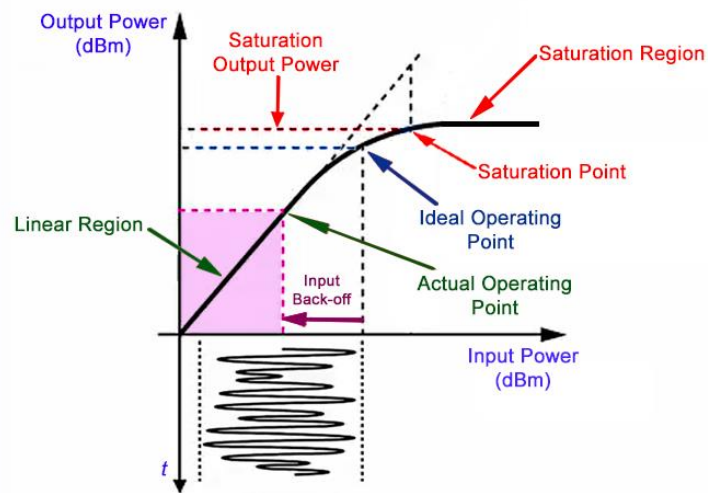 Output Power
(dBm)
Saturation
Output Power
Saturation Region
Saturation Point
Ideal Operating
Point
Linear Region
Actual Operating
Point
Input
Back-off
Input Power
(dBm)
t